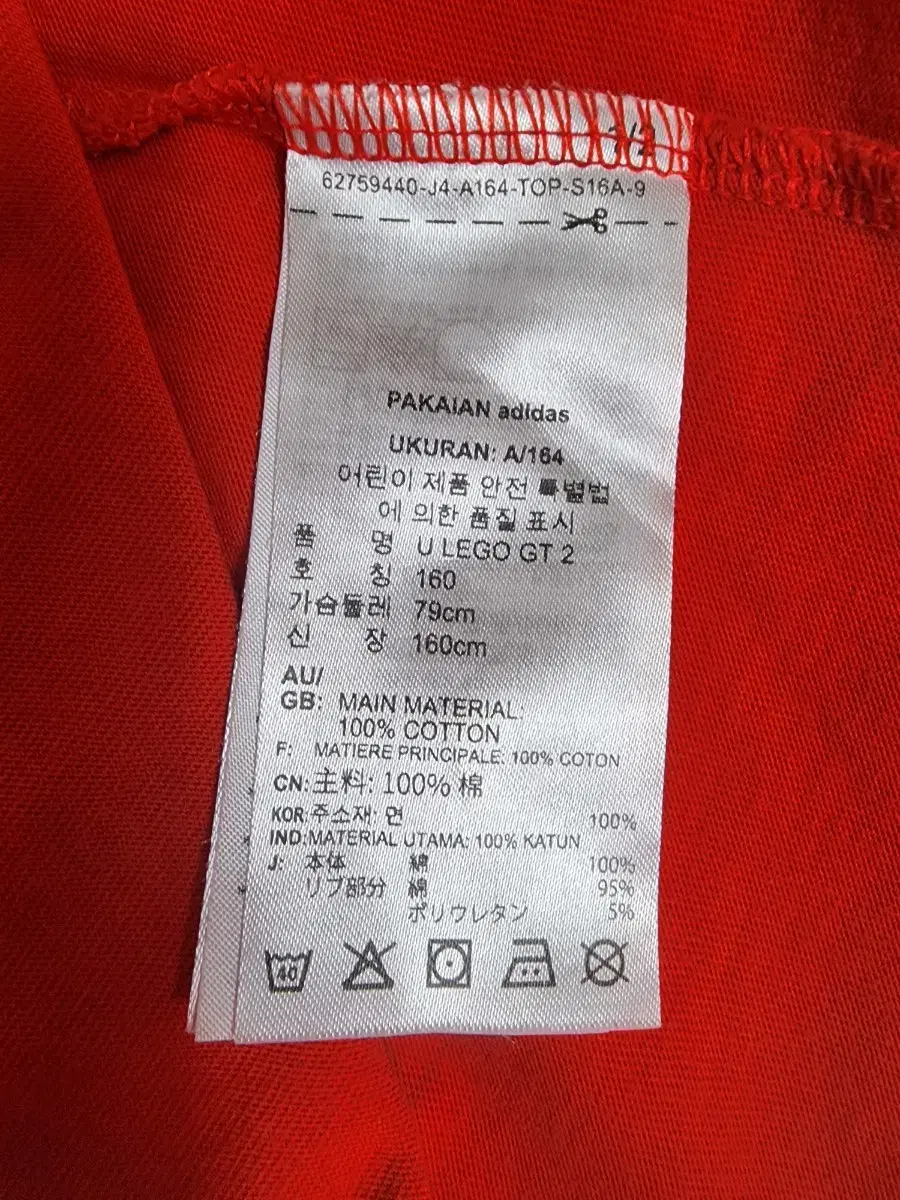 1/2
62759440-J4-A164-TOP-S16A-9
PAKAIAN adidas
UKURAN: A/164
어린이 제품 안전 특별법
에 의한 품질 표시
품 명 U LEGO GT 2
호 칭 160
가슴둘레 79cm
신 장 160cm
AU/
GB: MAIN MATERIAL:
100% COTTON
F: MATIERE PRINCIPALE: 100% COTON
CN: 主料: 100% 棉
KOR: 주소재: 면 100%
IND: MATERIAL UTAMA: 100% KATUN
J: 本体 綿 100%
リブ部分 綿 95%
ポリウレタン 5%
40